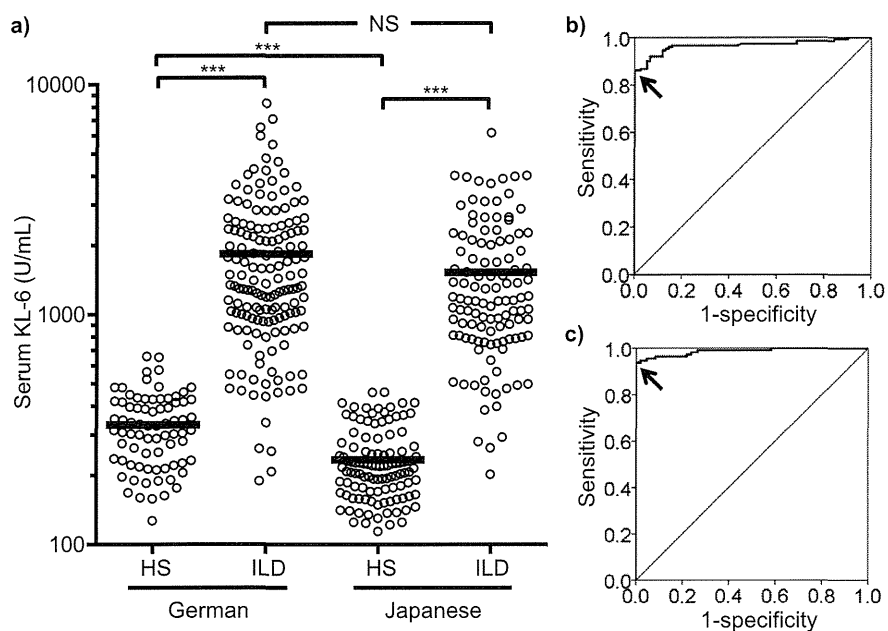 a)
NS
***
***
***
10000
1000
100
Serum KL-6 (U/mL)
HS
ILD
HS
ILD
German
Japanese
b)
1.0
0.8
0.6
0.4
0.2
0.0
Sensitivity
0.0 0.2 0.4 0.6 0.8 1.0
1-specificity
c)
1.0
0.8
0.6
0.4
0.2
0.0
Sensitivity
0.0 0.2 0.4 0.6 0.8 1.0
1-specificity